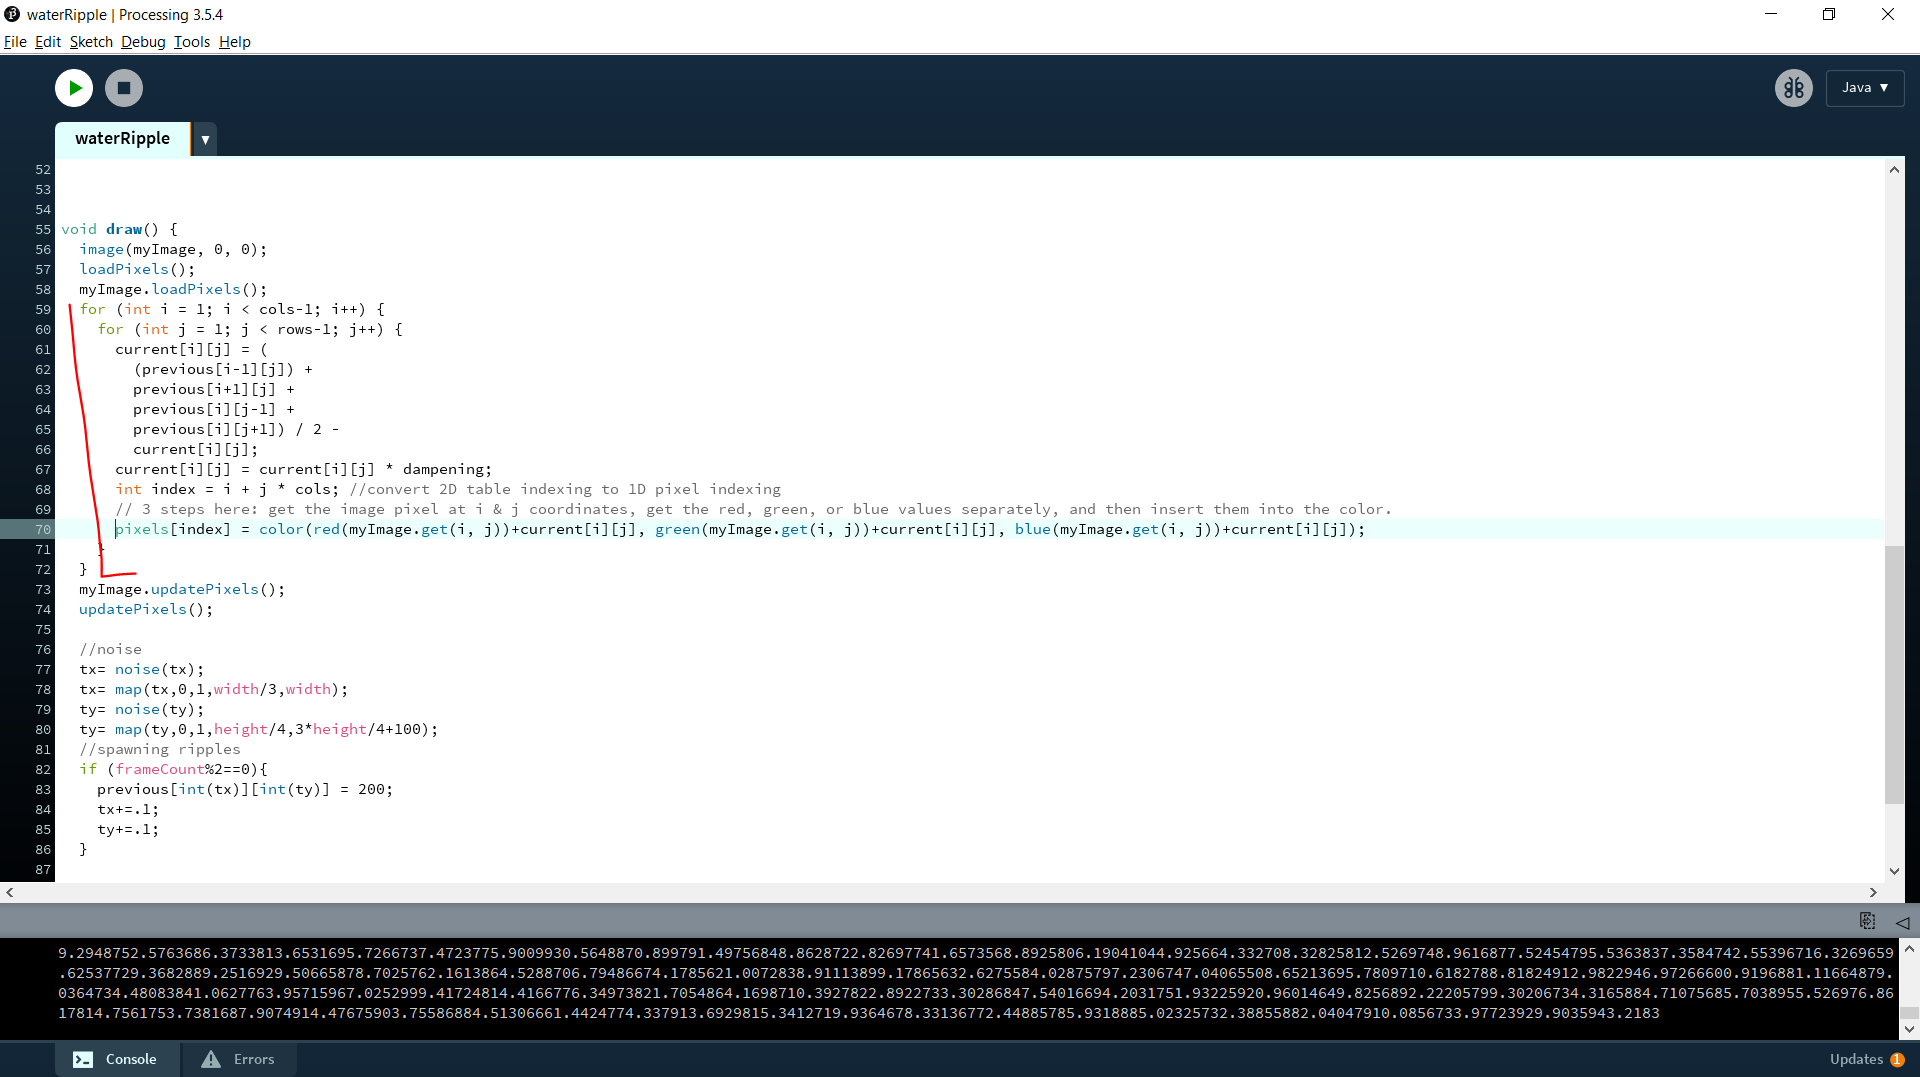 waterRipple | Processing 3.5.4
File Edit Sketch Debug Tools Help
Java ▼
waterRipple ▼
52
53
54
55 void draw() {
56 image(myImage, 0, 0);
57 loadPixels();
58 myImage.loadPixels();
59 for (int i = 1; i < cols-1; i++) {
60 for (int j = 1; j < rows-1; j++) {
61 current[i][j] = (
62 (previous[i-1][j]) +
63 previous[i+1][j] +
64 previous[i][j-1] +
65 previous[i][j+1]) / 2 -
66 current[i][j];
67 current[i][j] = current[i][j] * dampening;
68 int index = i + j * cols; //convert 2D table indexing to 1D pixel indexing
69 // 3 steps here: get the image pixel at i & j coordinates, get the red, green, or blue values separately, and then insert them into the color.
70 pixels[index] = color(red(myImage.get(i, j))+current[i][j], green(myImage.get(i, j))+current[i][j], blue(myImage.get(i, j))+current[i][j]);
71 }
72 }
73 myImage.updatePixels();
74 updatePixels();
75
76 //noise
77 tx= noise(tx);
78 tx= map(tx,0,1,width/3,width);
79 ty= noise(ty);
80 ty= map(ty,0,1,height/4,3*height/4+100);
81 //spawning ripples
82 if (frameCount%2==0){
83 previous[int(tx)][int(ty)] = 200;
84 tx+=.1;
85 ty+=.1;
86 }
87
9.2948752.5763686.3733813.6531695.7266737.4723775.9009930.5648870.899791.49756848.8628722.82697741.6573568.8925806.19041044.925664.332708.32825812.5269748.9616877.52454795.5363837.3584742.55396716.3269659
.62537729.3682889.2516929.50665878.7025762.1613864.5288706.79486674.1785621.0072838.91113899.17865632.6275584.02875797.2306747.04065508.65213695.7809710.6182788.81824912.9822946.97266600.9196881.11664879.
0364734.48083841.0627763.95715967.0252999.41724814.4166776.34973821.7054864.1698710.3927822.8922733.30286847.54016694.2031751.93225920.96014649.8256892.22205799.30206734.3165884.71075685.7038955.526976.86
17814.7561753.7381687.9074914.47675903.75586884.51306661.4424774.337913.6929815.3412719.9364678.33136772.44885785.9318885.02325732.38855882.04047910.0856733.97723929.9035943.2183
Console Errors Updates 1